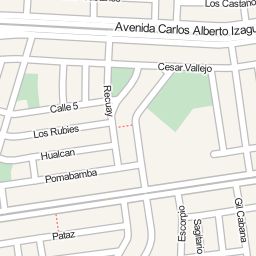 Los Castaño
Avenida Carlos Alberto Izagu
Cesar Vallejo
Recuay
Calle 5
Los Rubies
Hualcan
Pomabamba
Pataz
Escorpio
Sagitario
Gil Cabana